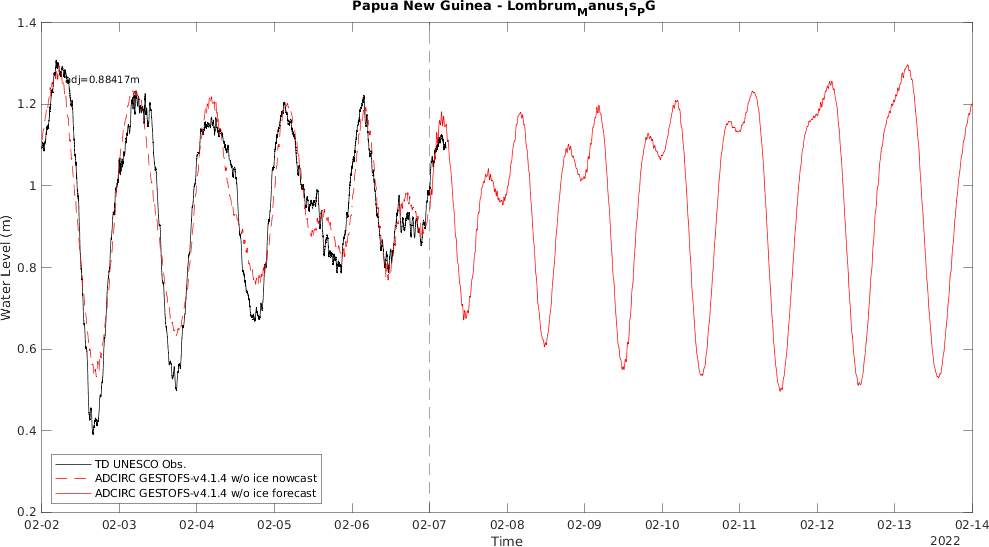 Papua New Guinea - Lombrum_Manus_Is_PG
adj=0.88417m
1.4
1.2
1
0.8
0.6
0.4
0.2
Water Level (m)
TD UNESCO Obs.
ADCIRC GESTOFS-v4.1.4 w/o ice nowcast
ADCIRC GESTOFS-v4.1.4 w/o ice forecast
02-02 02-03 02-04 02-05 02-06 02-07 02-08 02-09 02-10 02-11 02-12 02-13 02-14
Time
2022